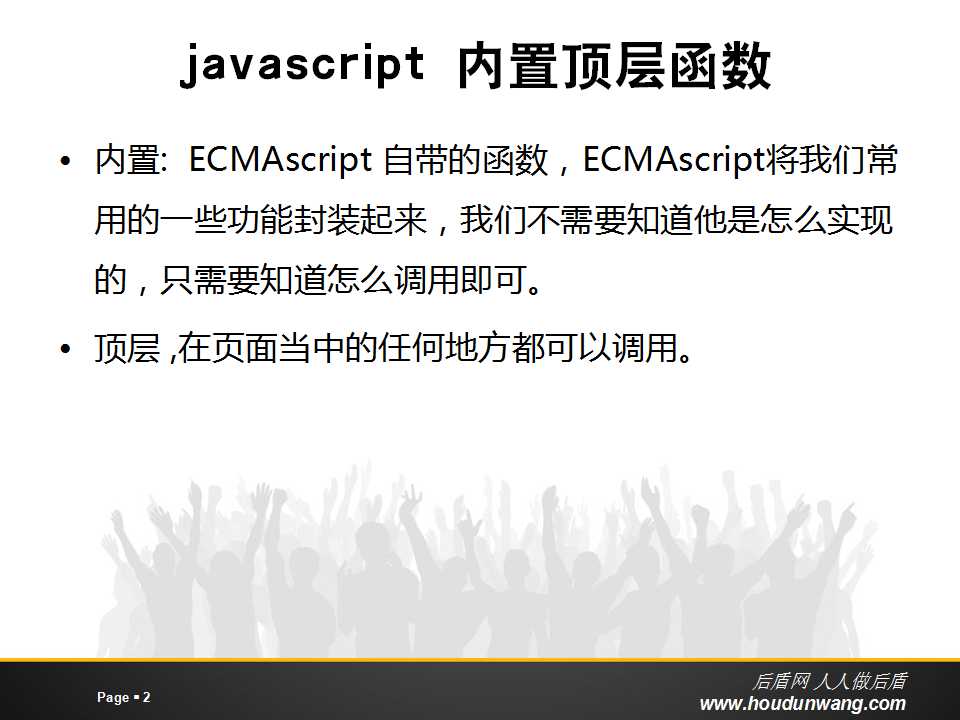 javascript 内置顶层函数
• 内置:  ECMAscript 自带的函数，ECMAscript将我们常
用的一些功能封装起来，我们不需要知道他是怎么实现
的，只需要知道怎么调用即可。
• 顶层 ,在页面当中的任何地方都可以调用。
Page ▪ 2
后盾网 人人做后盾
www.houdunwang.com